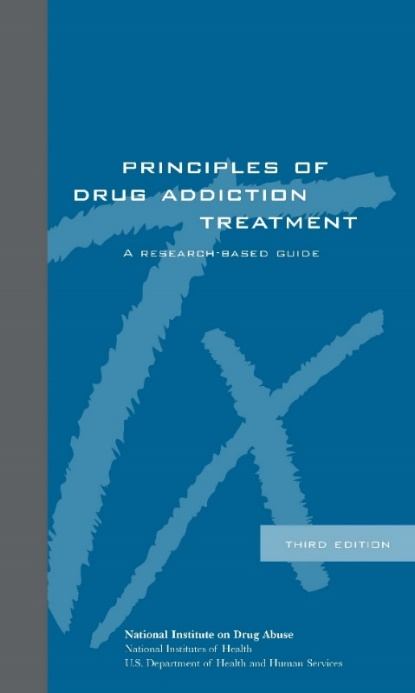 PRINCIPLES OF
DRUG ADDICTION
TREATMENT
A RESEARCH-BASED GUIDE
Tx
THIRD EDITION
National Institute on Drug Abuse
National Institutes of Health
U.S. Department of Health and Human Services